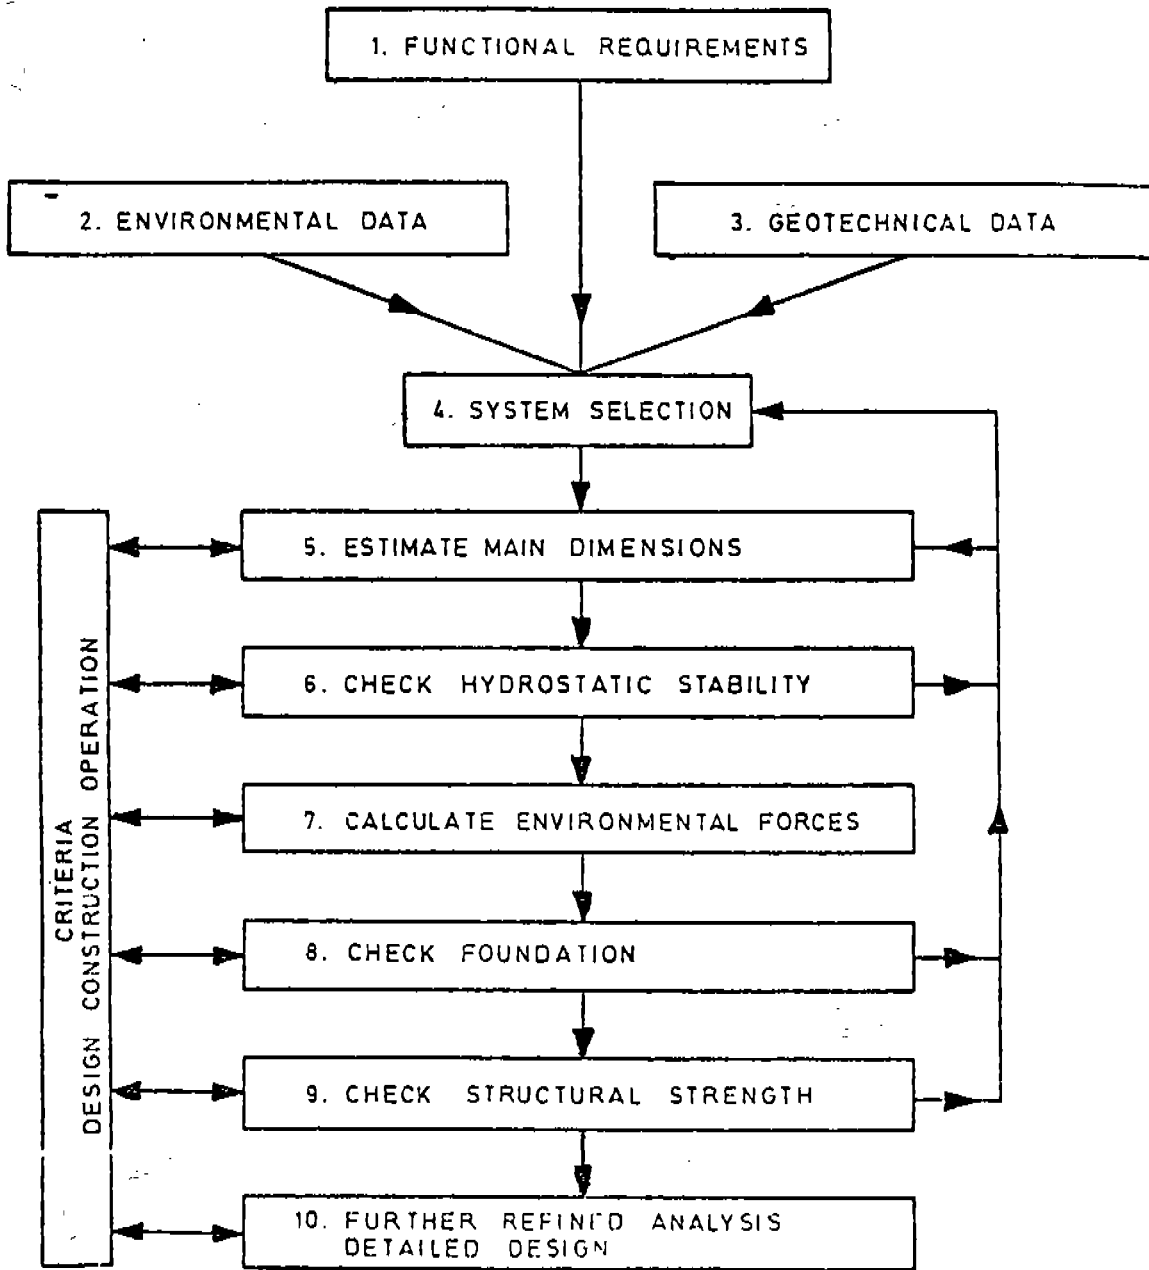 1. FUNCTIONAL REQUIREMENTS
2. ENVIRONMENTAL DATA
3. GEOTECHNICAL DATA
4. SYSTEM SELECTION
CRITERIA
DESIGN CONSTRUCTION OPERATION
5. ESTIMATE MAIN DIMENSIONS
6. CHECK HYDROSTATIC STABILITY
7. CALCULATE ENVIRONMENTAL FORCES
8. CHECK FOUNDATION
9. CHECK STRUCTURAL STRENGTH
10. FURTHER REFINED ANALYSIS
DETAILED DESIGN